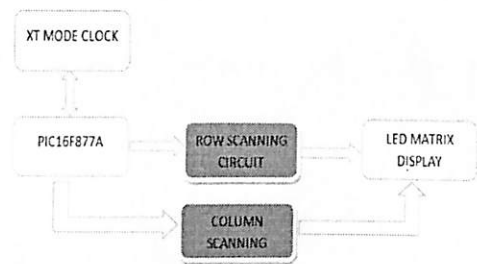 XT MODE CLOCK
PIC16F877A
ROW SCANNING
CIRCUIT
LED MATRIX
DISPLAY
COLUMN
SCANNING